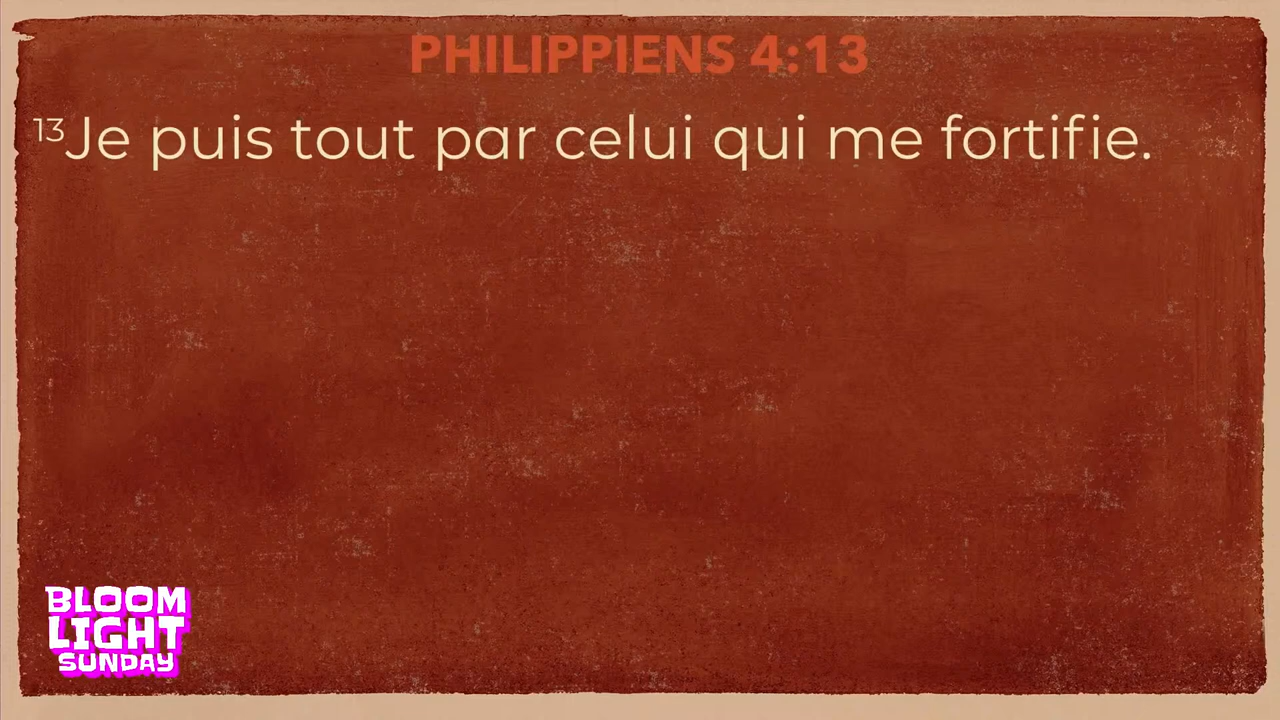 PHILIPPIENS 4:13
13Je puis tout par celui qui me fortifie.
BLOOM
LIGHT
SUNDAY